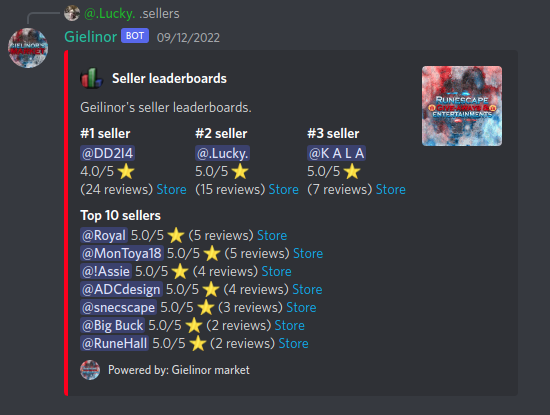 @.Lucky. .sellers
Gielinor BOT 09/12/2022
Seller leaderboards
Geilinor's seller leaderboards.
#1 seller #2 seller #3 seller
@DD2I4 @.Lucky. @K A L A
4.0/5 ⭐ 5.0/5 ⭐ 5.0/5 ⭐
(24 reviews) Store (15 reviews) Store (7 reviews) Store
Top 10 sellers
@Royal 5.0/5 ⭐ (5 reviews) Store
@MonToya18 5.0/5 ⭐ (5 reviews) Store
@!Assie 5.0/5 ⭐ (4 reviews) Store
@ADCdesign 5.0/5 ⭐ (4 reviews) Store
@snecscape 5.0/5 ⭐ (3 reviews) Store
@Big Buck 5.0/5 ⭐ (2 reviews) Store
@RuneHall 5.0/5 ⭐ (2 reviews) Store
Powered by: Gielinor market
RUNESCAPE
GIVEAWAYS &
ENTERTAINMENTS